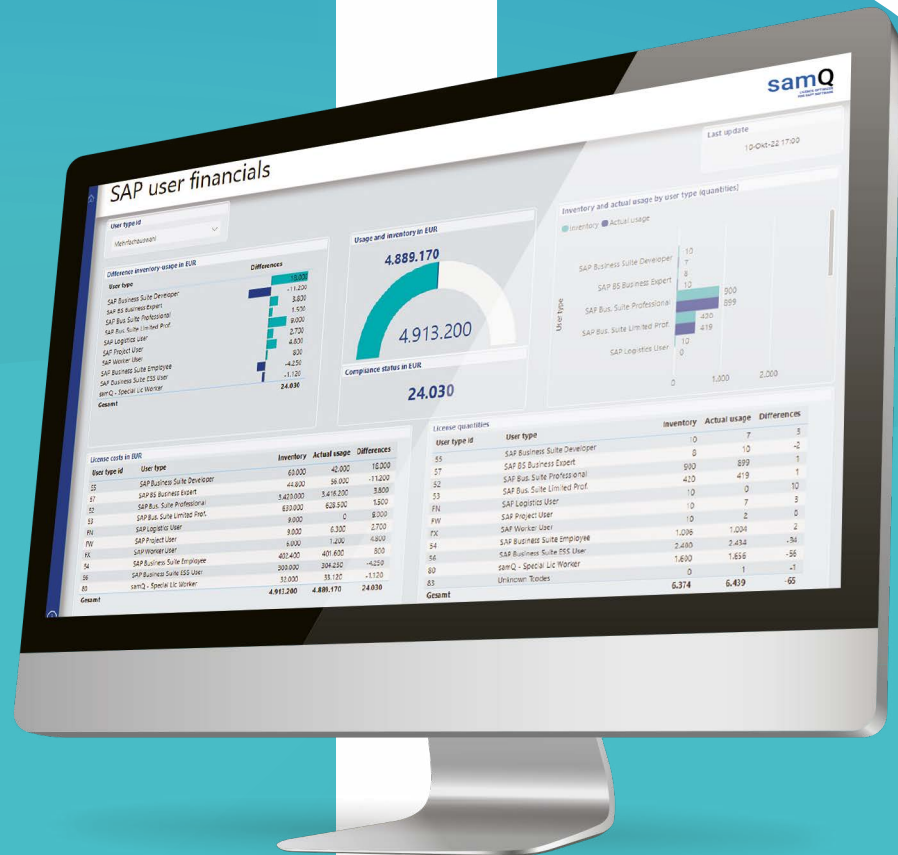 samQ
LICENSE OPTIMIZER
FOR SAP® SOFTWARE
SAP user financials
Last update
10-Okt-22 17:00
User type id
Mehrfachauswahl
Difference inventory-usage in EUR
User type Differences
SAP Business Suite Developer 18.000
SAP BS Business Expert -11.200
SAP Bus. Suite Professional 3.800
SAP Bus. Suite Limited Prof. 1.500
SAP Logistics User 9.000
SAP Project User 2.700
SAP Worker User 4.800
SAP Business Suite Employee 800
SAP Business Suite ESS User -4.250
samQ - Special Lic Worker -1.120
Gesamt 24.030
Usage and inventory in EUR
4.889.170
4.913.200
Compliance status in EUR
24.030
Inventory and actual usage by user type (quantities)
Inventory Actual usage
User type
SAP Business Suite Developer 10
7
SAP BS Business Expert 8
10
SAP Bus. Suite Professional 900
899
SAP Bus. Suite Limited Prof. 420
419
SAP Logistics User 10
0
0 1.000 2.000
License costs in EUR
User type id User type Inventory Actual usage Differences
55 SAP Business Suite Developer 60.000 42.000 18.000
57 SAP BS Business Expert 44.800 56.000 -11.200
52 SAP Bus. Suite Professional 3.420.000 3.416.200 3.800
53 SAP Bus. Suite Limited Prof. 630.000 628.500 1.500
FN SAP Logistics User 9.000 0 9.000
FW SAP Project User 9.000 6.300 2.700
FX SAP Worker User 6.000 1.200 4.800
54 SAP Business Suite Employee 402.400 401.600 800
56 SAP Business Suite ESS User 300.000 304.250 -4.250
80 samQ - Special Lic Worker 32.000 33.120 -1.120
Gesamt 4.913.200 4.889.170 24.030
License quantities
User type id User type Inventory Actual usage Differences
55 SAP Business Suite Developer 10 7 3
57 SAP BS Business Expert 8 10 -2
52 SAP Bus. Suite Professional 900 899 1
53 SAP Bus. Suite Limited Prof. 420 419 1
FN SAP Logistics User 10 0 10
FW SAP Project User 10 7 3
FX SAP Worker User 10 2 8
54 SAP Business Suite Employee 1.006 1.004 2
56 SAP Business Suite ESS User 2.400 2.434 -34
80 samQ - Special Lic Worker 1.600 1.656 -56
83 Unknown Trades 0 1 -1
Gesamt 6.374 6.439 -65